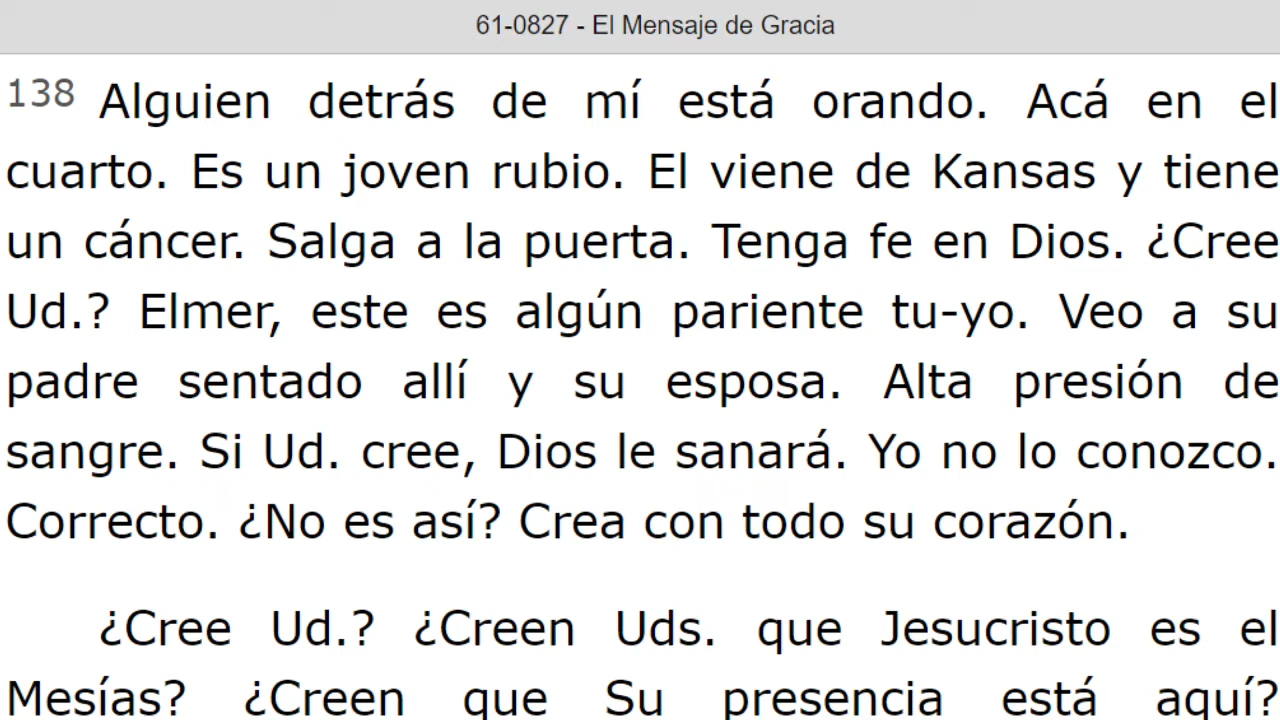 61-0827 - El Mensaje de Gracia
138 Alguien detrás de mí está orando. Acá en el
cuarto. Es un joven rubio. El viene de Kansas y tiene
un cáncer. Salga a la puerta. Tenga fe en Dios. ¿Cree
Ud.? Elmer, este es algún pariente tu-yo. Veo a su
padre sentado allí y su esposa. Alta presión de
sangre. Si Ud. cree, Dios le sanará. Yo no lo conozco.
Correcto. ¿No es así? Crea con todo su corazón.
¿Cree Ud.? ¿Creen Uds. que Jesucristo es el
Mesías? ¿Creen que Su presencia está aquí?